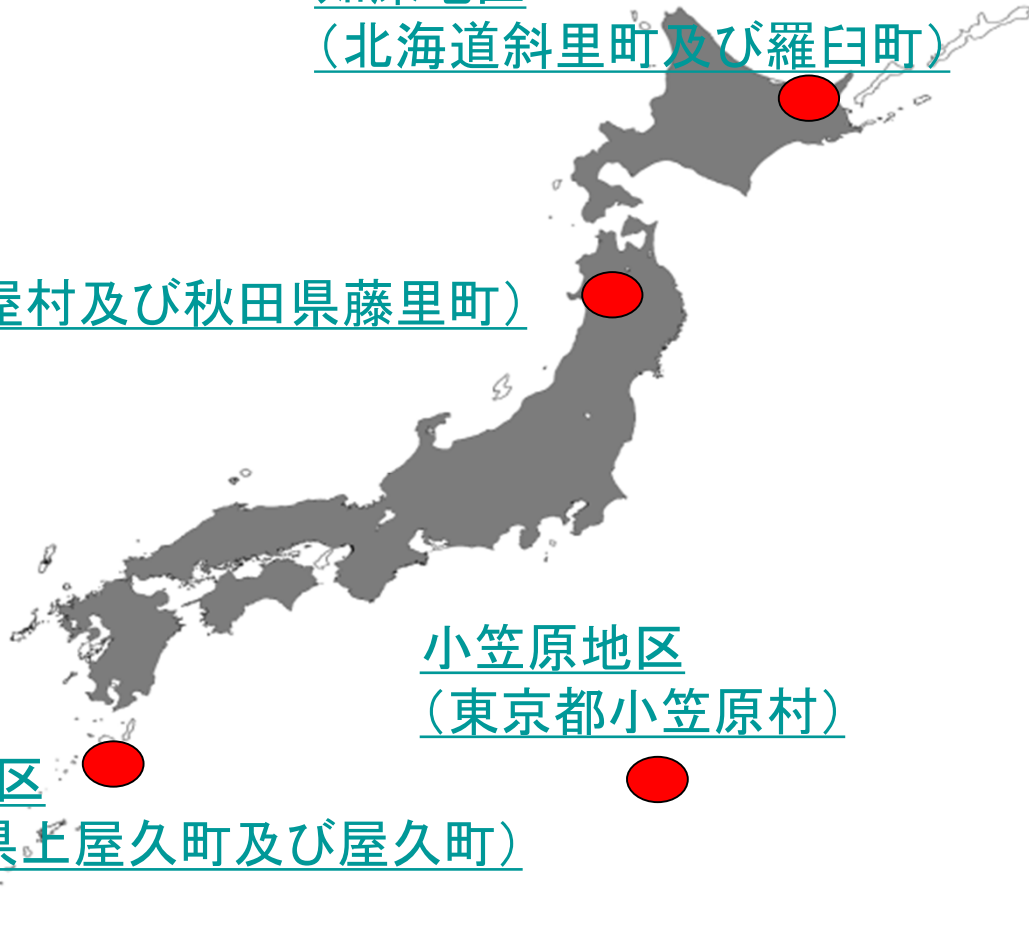 （北海道斜里町及び羅臼町）
屋村及び秋田県藤里町）
小笠原地区
（東京都小笠原村）
区
県上屋久町及び屋久町）